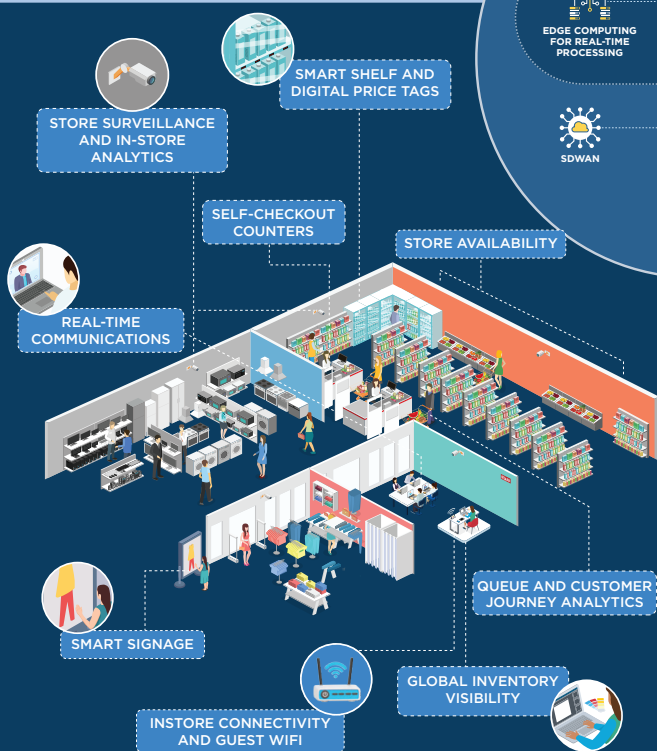 EDGE COMPUTING
FOR REAL-TIME
PROCESSING
SMART SHELF AND
DIGITAL PRICE TAGS
STORE SURVEILLANCE
AND IN-STORE
ANALYTICS
SDWAN
SELF-CHECKOUT
COUNTERS
STORE AVAILABILITY
REAL-TIME
COMMUNICATIONS
QUEUE AND CUSTOMER
JOURNEY ANALYTICS
SMART SIGNAGE
GLOBAL INVENTORY
VISIBILITY
INSTORE CONNECTIVITY
AND GUEST WIFI